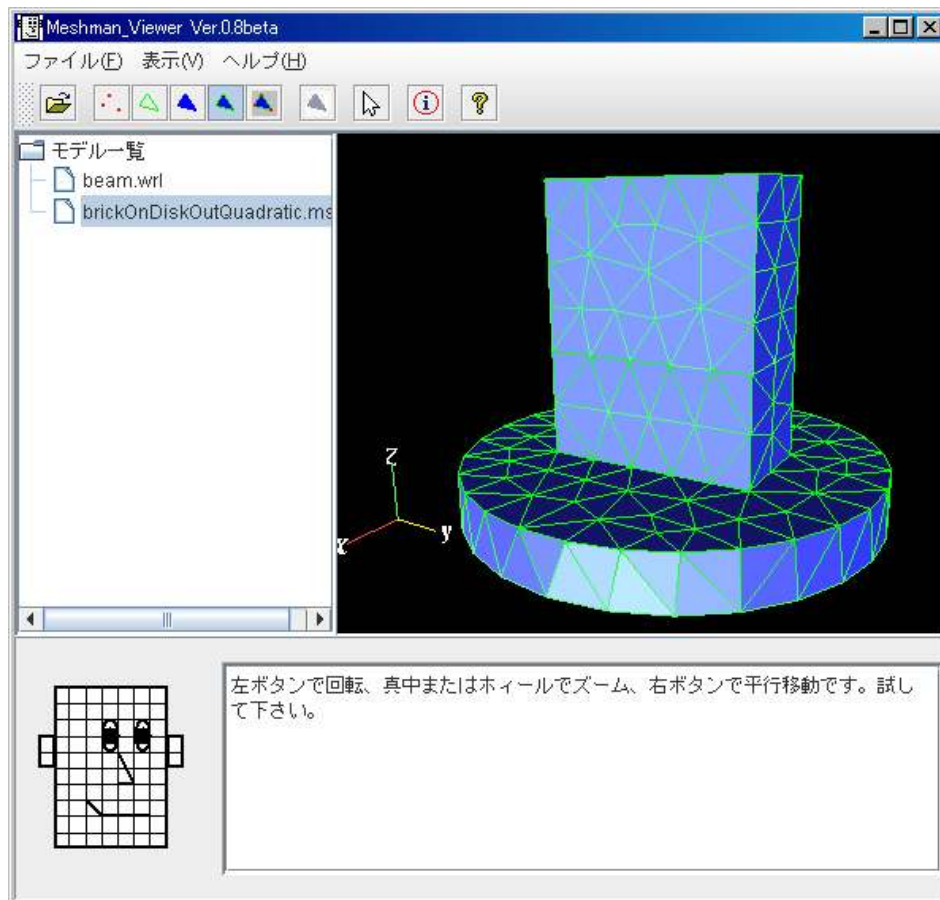 Meshman_Viewer Ver.0.8beta
ファイル(F) 表示(V) ヘルプ(H)
モデル一覧
beam.wrl
brickOnDiskOutQuadratic.ms
Z
X
y
左ボタンで回転、真中またはホィールでズーム、右ボタンで平行移動です。試し
て下さい。